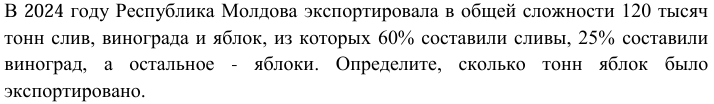 В 2024 году Республика Молдова экспортировала в общей сложности 120 тысяч
тонн слив, винограда и яблок, из которых 60% составили сливы, 25% составили
виноград, а остальное - яблоки. Определите, сколько тонн яблок было
экспортировано.